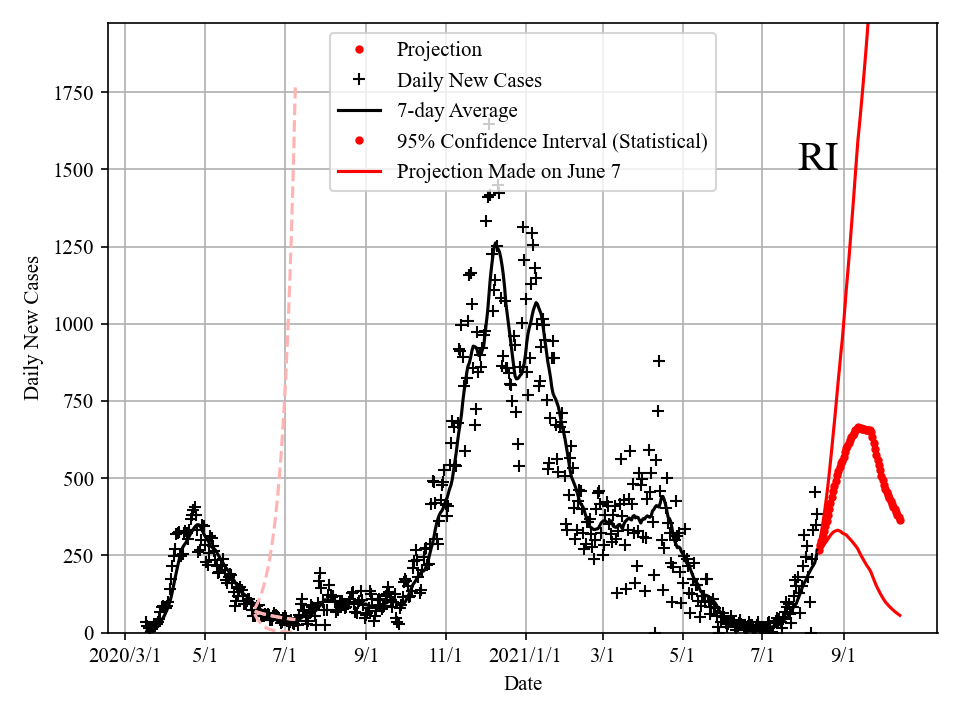 Projection
Daily New Cases
7-day Average
95% Confidence Interval (Statistical)
Projection Made on June 7
RI
Daily New Cases
1750
1500
1250
1000
750
500
250
0
2020/3/1 5/1 7/1 9/1 11/1 2021/1/1 3/1 5/1 7/1 9/1
Date